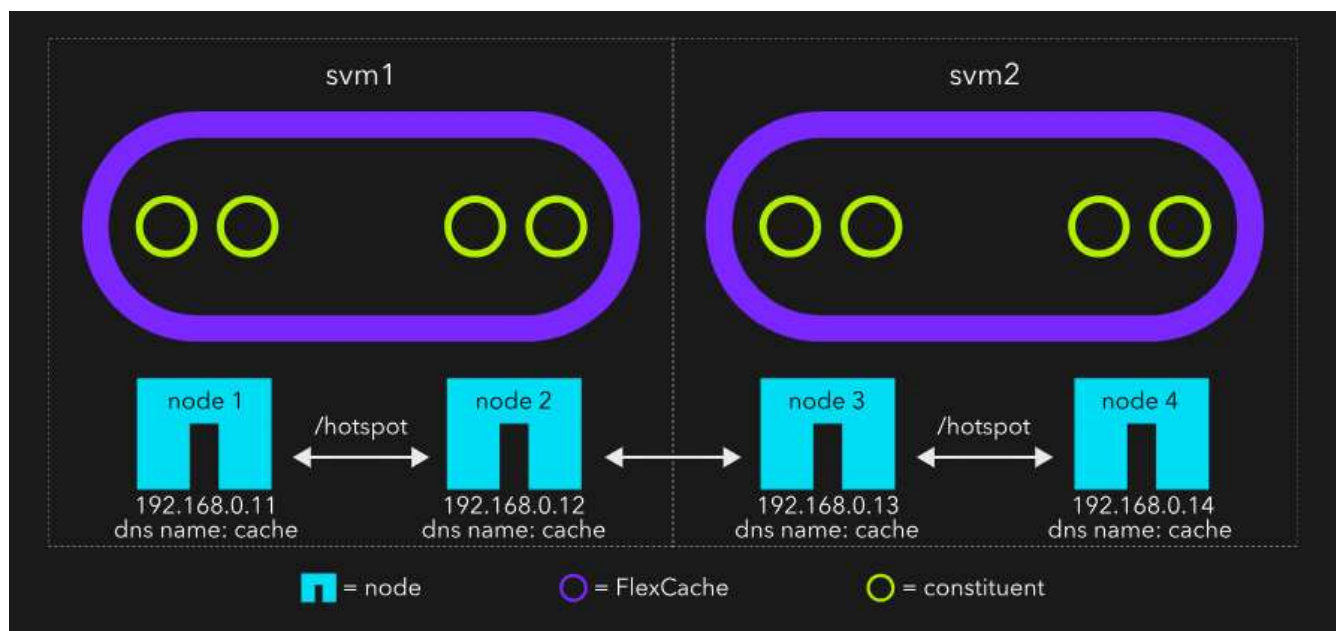 svm1
svm2
node 1
node 2
node 3
node 4
/hotspot
/hotspot
192.168.0.11
192.168.0.12
192.168.0.13
192.168.0.14
dns name: cache
dns name: cache
dns name: cache
dns name: cache
= node
= FlexCache
= constituent